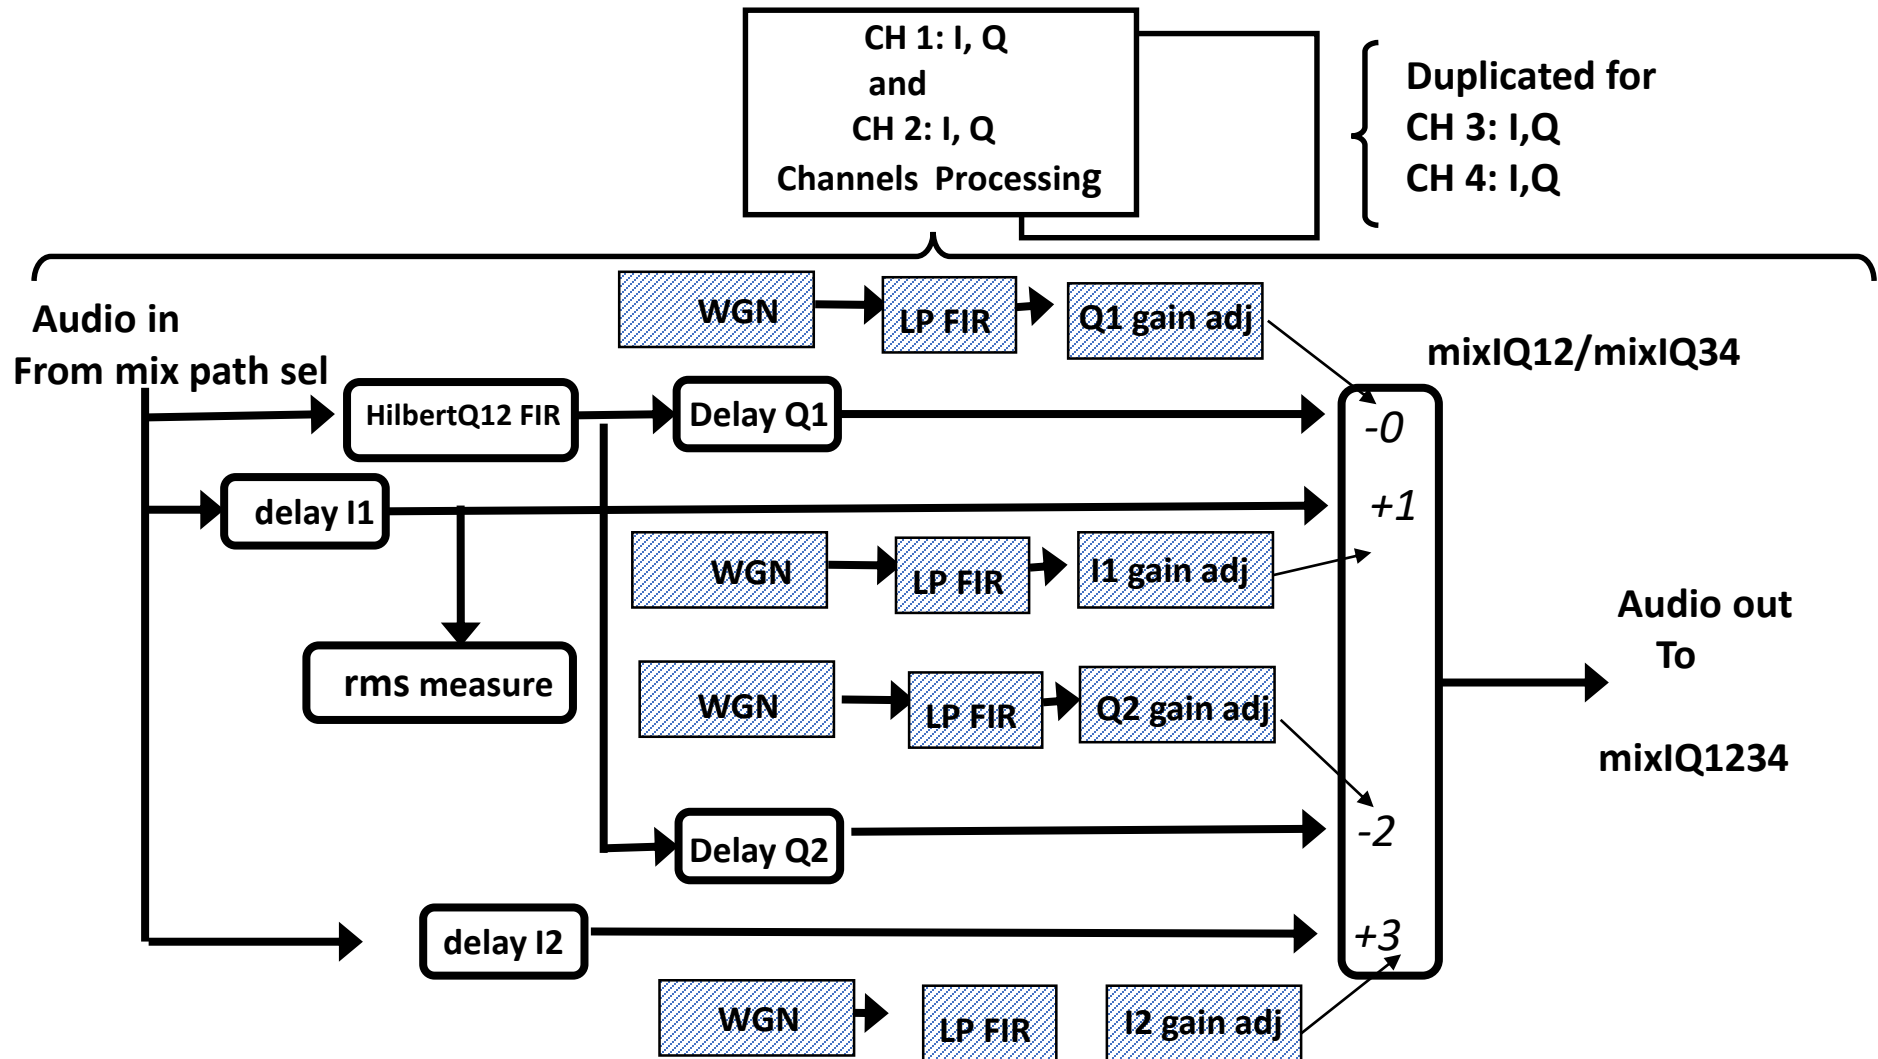 CH 1: I, Q
and
CH 2: I, Q
Channels Processing
Duplicated for
CH 3: I,Q
CH 4: I,Q
Audio in
From mix path sel
WGN
LP FIR
Q1 gain adj
mixIQ12/mixIQ34
HilbertQ12 FIR
Delay Q1
-0
delay I1
+1
WGN
LP FIR
I1 gain adj
Audio out
To
mixIQ1234
rms measure
WGN
LP FIR
Q2 gain adj
Delay Q2
-2
delay I2
+3
WGN
LP FIR
I2 gain adj